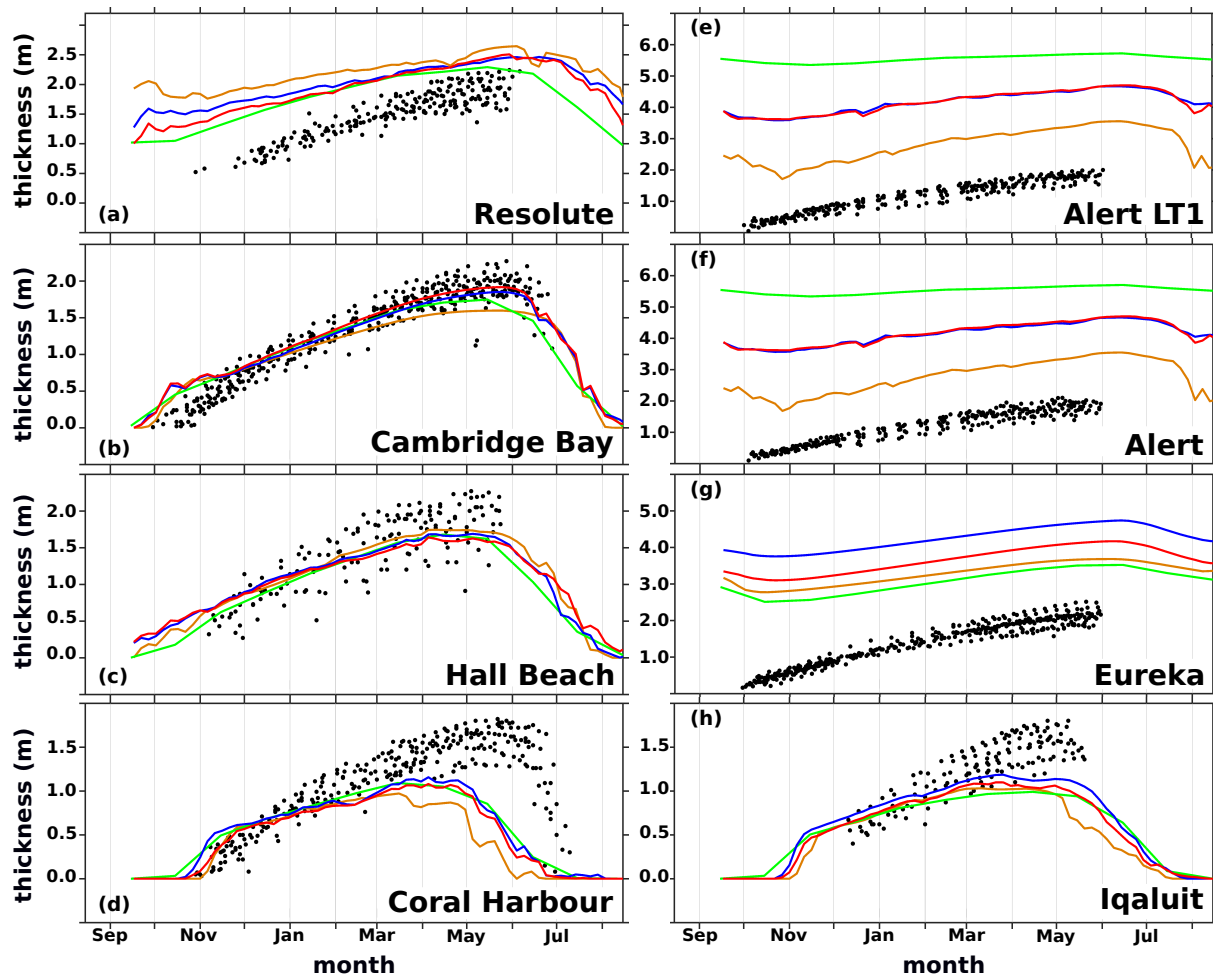 thickness (m)
2.5
2.0
1.5
1.0
0.5
0.0
(a)
Resolute
(e)
6.0
5.0
4.0
3.0
2.0
1.0
Alert LT1
thickness (m)
2.0
1.5
1.0
0.5
0.0
(b)
Cambridge Bay
(f)
6.0
5.0
4.0
3.0
2.0
1.0
Alert
thickness (m)
2.0
1.5
1.0
0.5
0.0
(c)
Hall Beach
(g)
5.0
4.0
3.0
2.0
1.0
Eureka
thickness (m)
1.5
1.0
0.5
0.0
(d)
Coral Harbour
(h)
1.5
1.0
0.5
0.0
Iqaluit
Sep Nov Jan Mar May Jul
month
Sep Nov Jan Mar May Jul
month